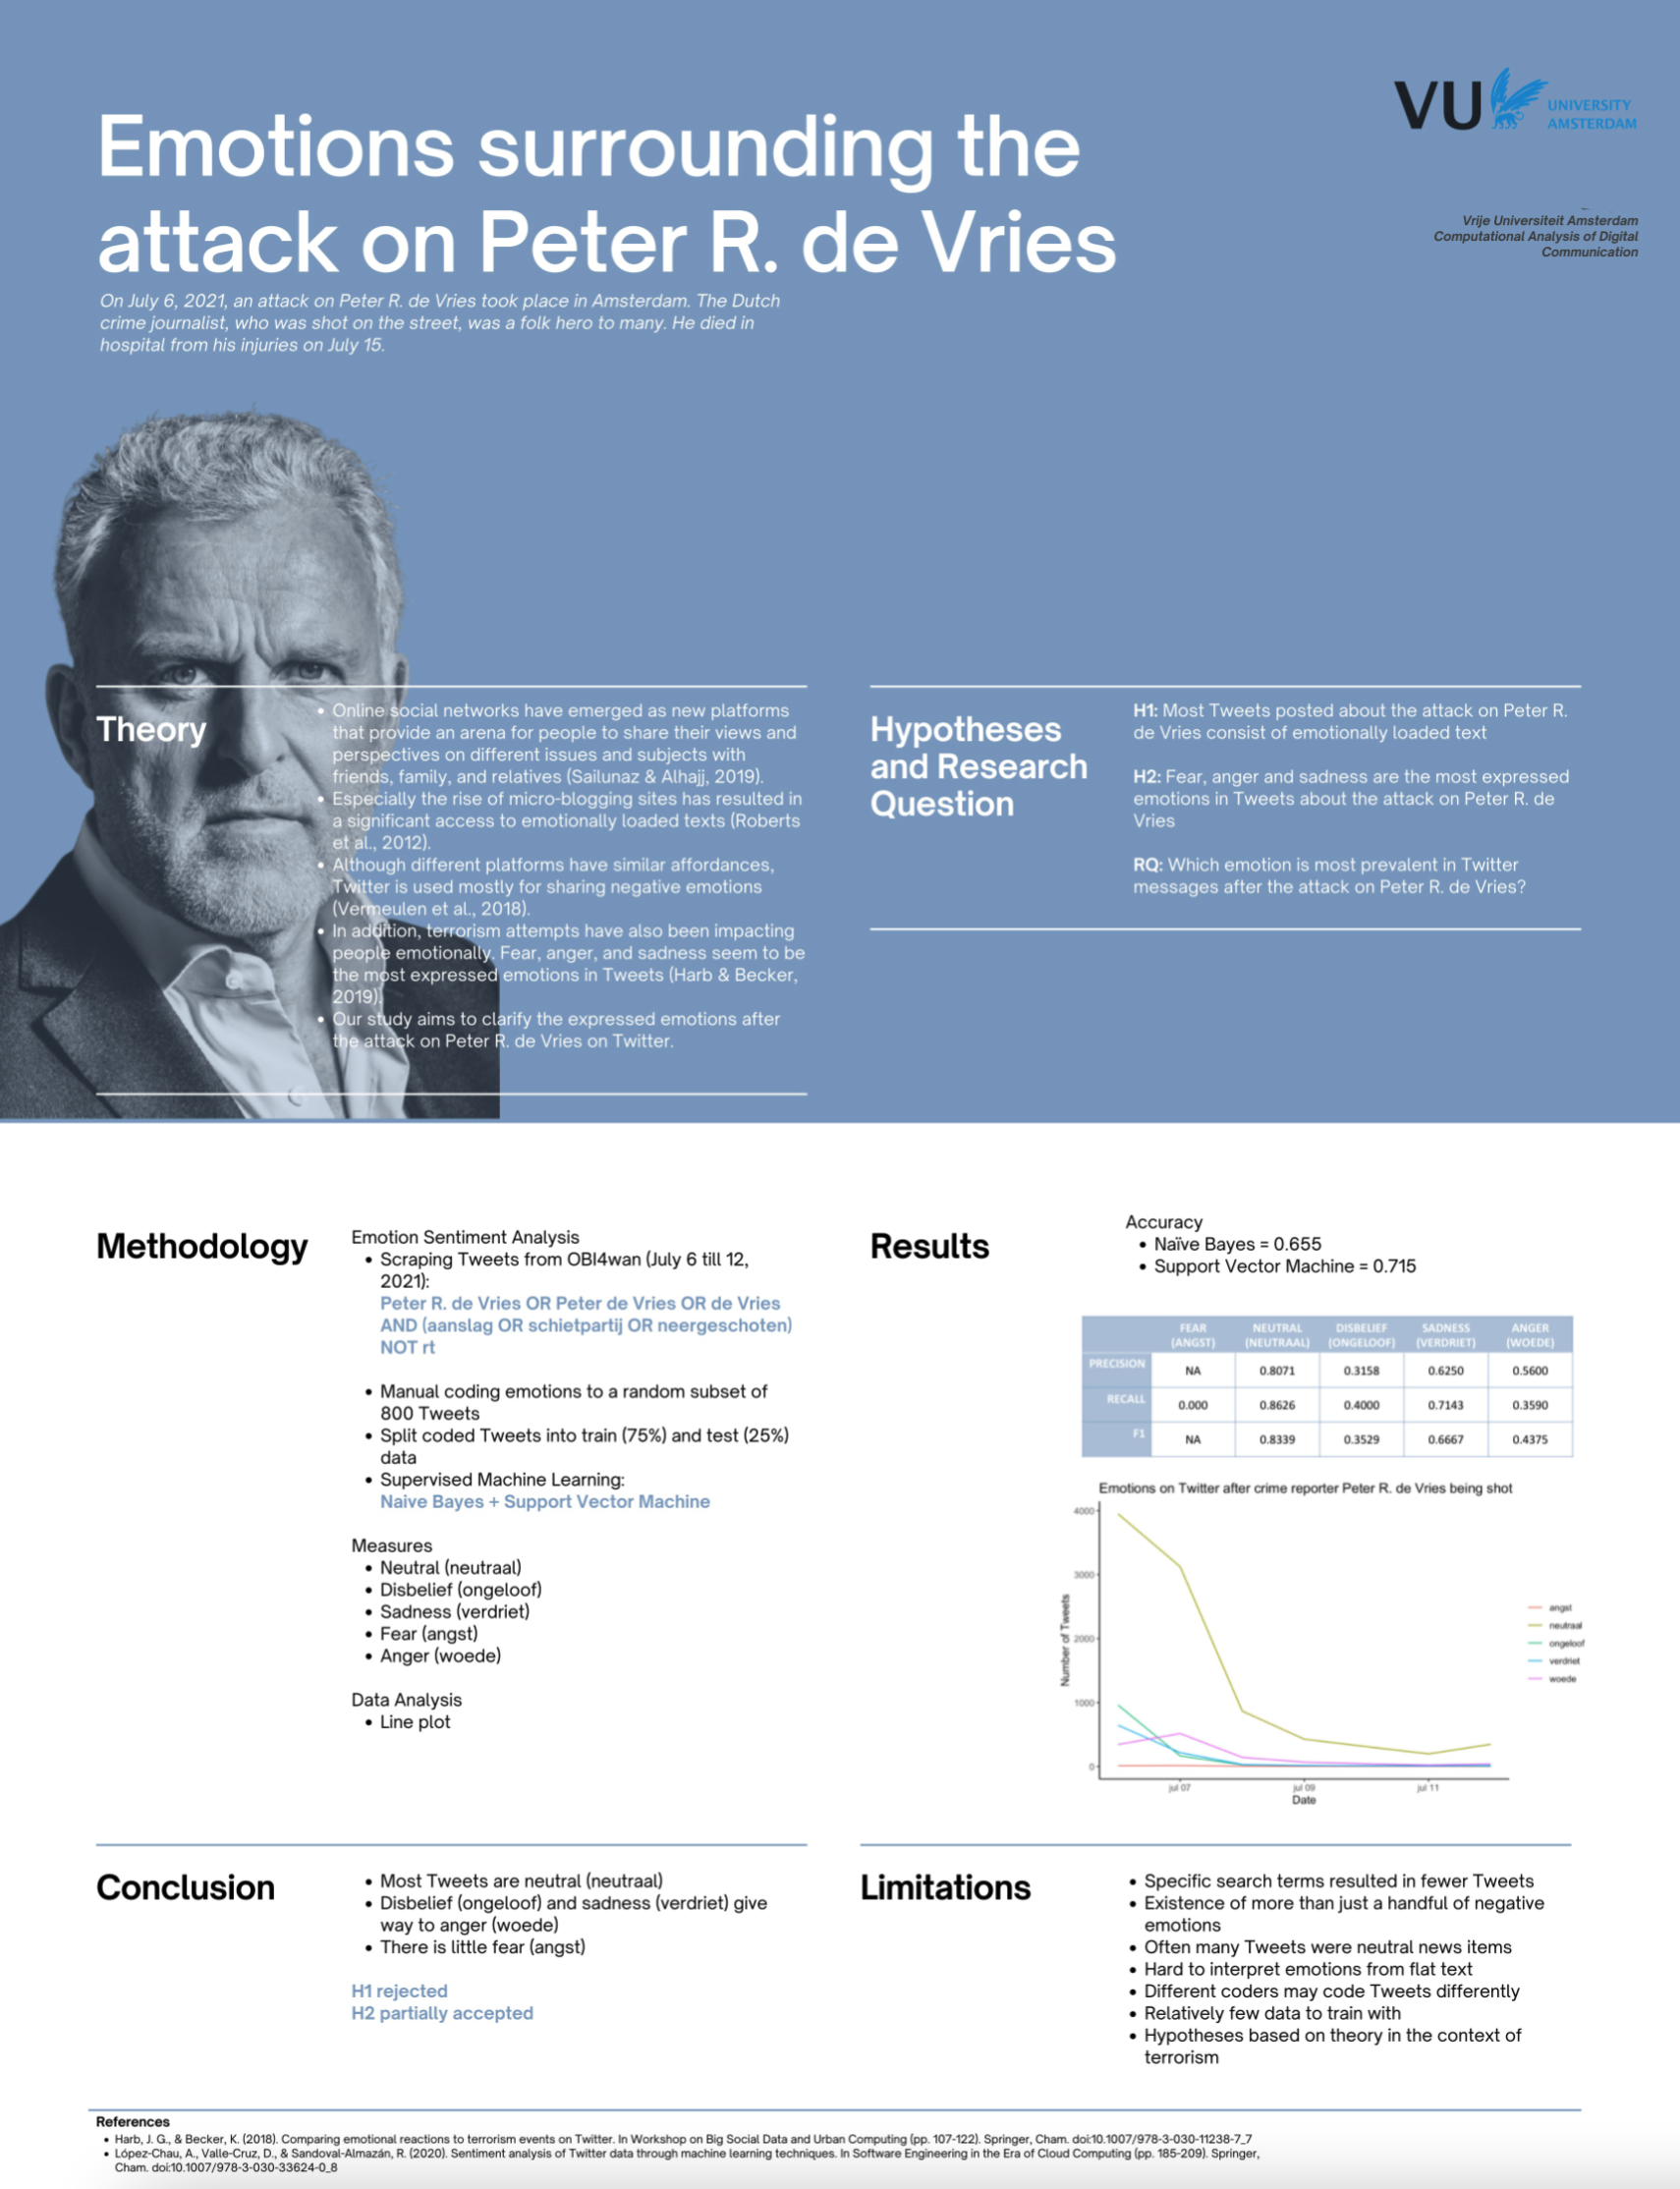 VU UNIVERSITY
AMSTERDAM
Emotions surrounding the
attack on Peter R. de Vries
Vrije Universiteit Amsterdam
Computational Analysis of Digital
Communication
On July 6, 2021, an attack on Peter R. de Vries took place in Amsterdam. The Dutch
crime journalist, who was shot on the street, was a folk hero to many. He died in
hospital from his injuries on July 15.
Theory
• Online social networks have emerged as new platforms
that provide an arena for people to share their views and
perspectives on different issues and subjects with
friends, family, and relatives (Sailunaz & Alhajj, 2019).
• Especially the rise of micro-blogging sites has resulted in
a significant access to emotionally loaded texts (Roberts
et al., 2012).
• Although different platforms have similar affordances,
Twitter is used mostly for sharing negative emotions
(Vermeulen et al., 2018).
• In addition, terrorism attempts have also been impacting
people emotionally. Fear, anger, and sadness seem to be
the most expressed emotions in Tweets (Harb & Becker,
2019).
• Our study aims to clarify the expressed emotions after
the attack on Peter R. de Vries on Twitter.
Hypotheses
and Research
Question
H1: Most Tweets posted about the attack on Peter R.
de Vries consist of emotionally loaded text
H2: Fear, anger and sadness are the most expressed
emotions in Tweets about the attack on Peter R. de
Vries
RQ: Which emotion is most prevalent in Twitter
messages after the attack on Peter R. de Vries?
Methodology
Emotion Sentiment Analysis
• Scraping Tweets from OBI4wan (July 6 till 12,
2021):
Peter R. de Vries OR Peter de Vries OR de Vries
AND (aanslag OR schietpartij OR neergeschoten)
NOT rt
• Manual coding emotions to a random subset of
800 Tweets
• Split coded Tweets into train (75%) and test (25%)
data
• Supervised Machine Learning:
Naive Bayes + Support Vector Machine
Measures
• Neutral (neutraal)
• Disbelief (ongeloof)
• Sadness (verdriet)
• Fear (angst)
• Anger (woede)
Data Analysis
• Line plot
Results
Accuracy
• Naïve Bayes = 0.655
• Support Vector Machine = 0.715
FEAR NEUTRAL DISBELIEF SADNESS ANGER
(ANGST) (NEUTRAAL) (ONGELOOF) (VERDRIET) (WOEDE)
PRECISION NA 0.8071 0.3158 0.6250 0.5600
RECALL 0.000 0.8626 0.4000 0.7143 0.3590
F1 NA 0.8339 0.3529 0.6667 0.4375
Emotions on Twitter after crime reporter Peter R. de Vries being shot
4000
3000
2000
1000
0
Number of Tweets
jul 07 jul 09 jul 11
Date
angst
neutraal
ongeloof
verdriet
woede
Conclusion
• Most Tweets are neutral (neutraal)
• Disbelief (ongeloof) and sadness (verdriet) give
way to anger (woede)
• There is little fear (angst)
H1 rejected
H2 partially accepted
Limitations
• Specific search terms resulted in fewer Tweets
• Existence of more than just a handful of negative
emotions
• Often many Tweets were neutral news items
• Hard to interpret emotions from flat text
• Different coders may code Tweets differently
• Relatively few data to train with
• Hypotheses based on theory in the context of
terrorism
References
• Harb, J. G., & Becker, K. (2018). Comparing emotional reactions to terrorism events on Twitter. In Workshop on Big Social Data and Urban Computing (pp. 107-122). Springer, Cham. doi:10.1007/978-3-030-11238-7_7
• López-Chau, A., Valle-Cruz, D., & Sandoval-Almazán, R. (2020). Sentiment analysis of Twitter data through machine learning techniques. In Software Engineering in the Era of Cloud Computing (pp. 185-209). Springer,
Cham. doi:10.1007/978-3-030-33624-0_8